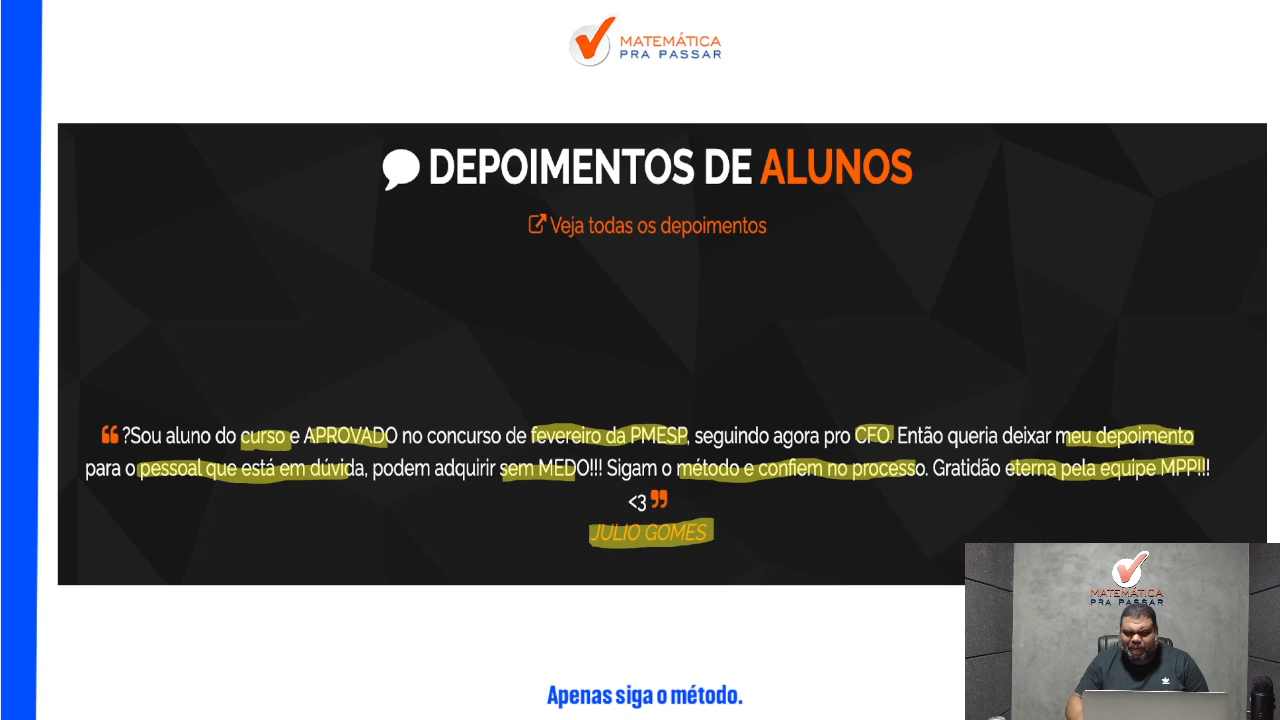 MATEMÁTICA
PRA PASSAR
DEPOIMENTOS DE ALUNOS
Veja todas os depoimentos
“ ?Sou aluno do curso e APROVADO no concurso de fevereiro da PMESP, seguindo agora pro CFO. Então queria deixar meu depoimento
para o pessoal que está em dúvida, podem adquirir sem MEDO!!! Sigam o método e confiem no processo. Gratidão eterna pela equipe MPP!!!
<3 ”
JULIO GOMES
MATEMÁTICA
PRA PASSAR
Apenas siga o método.